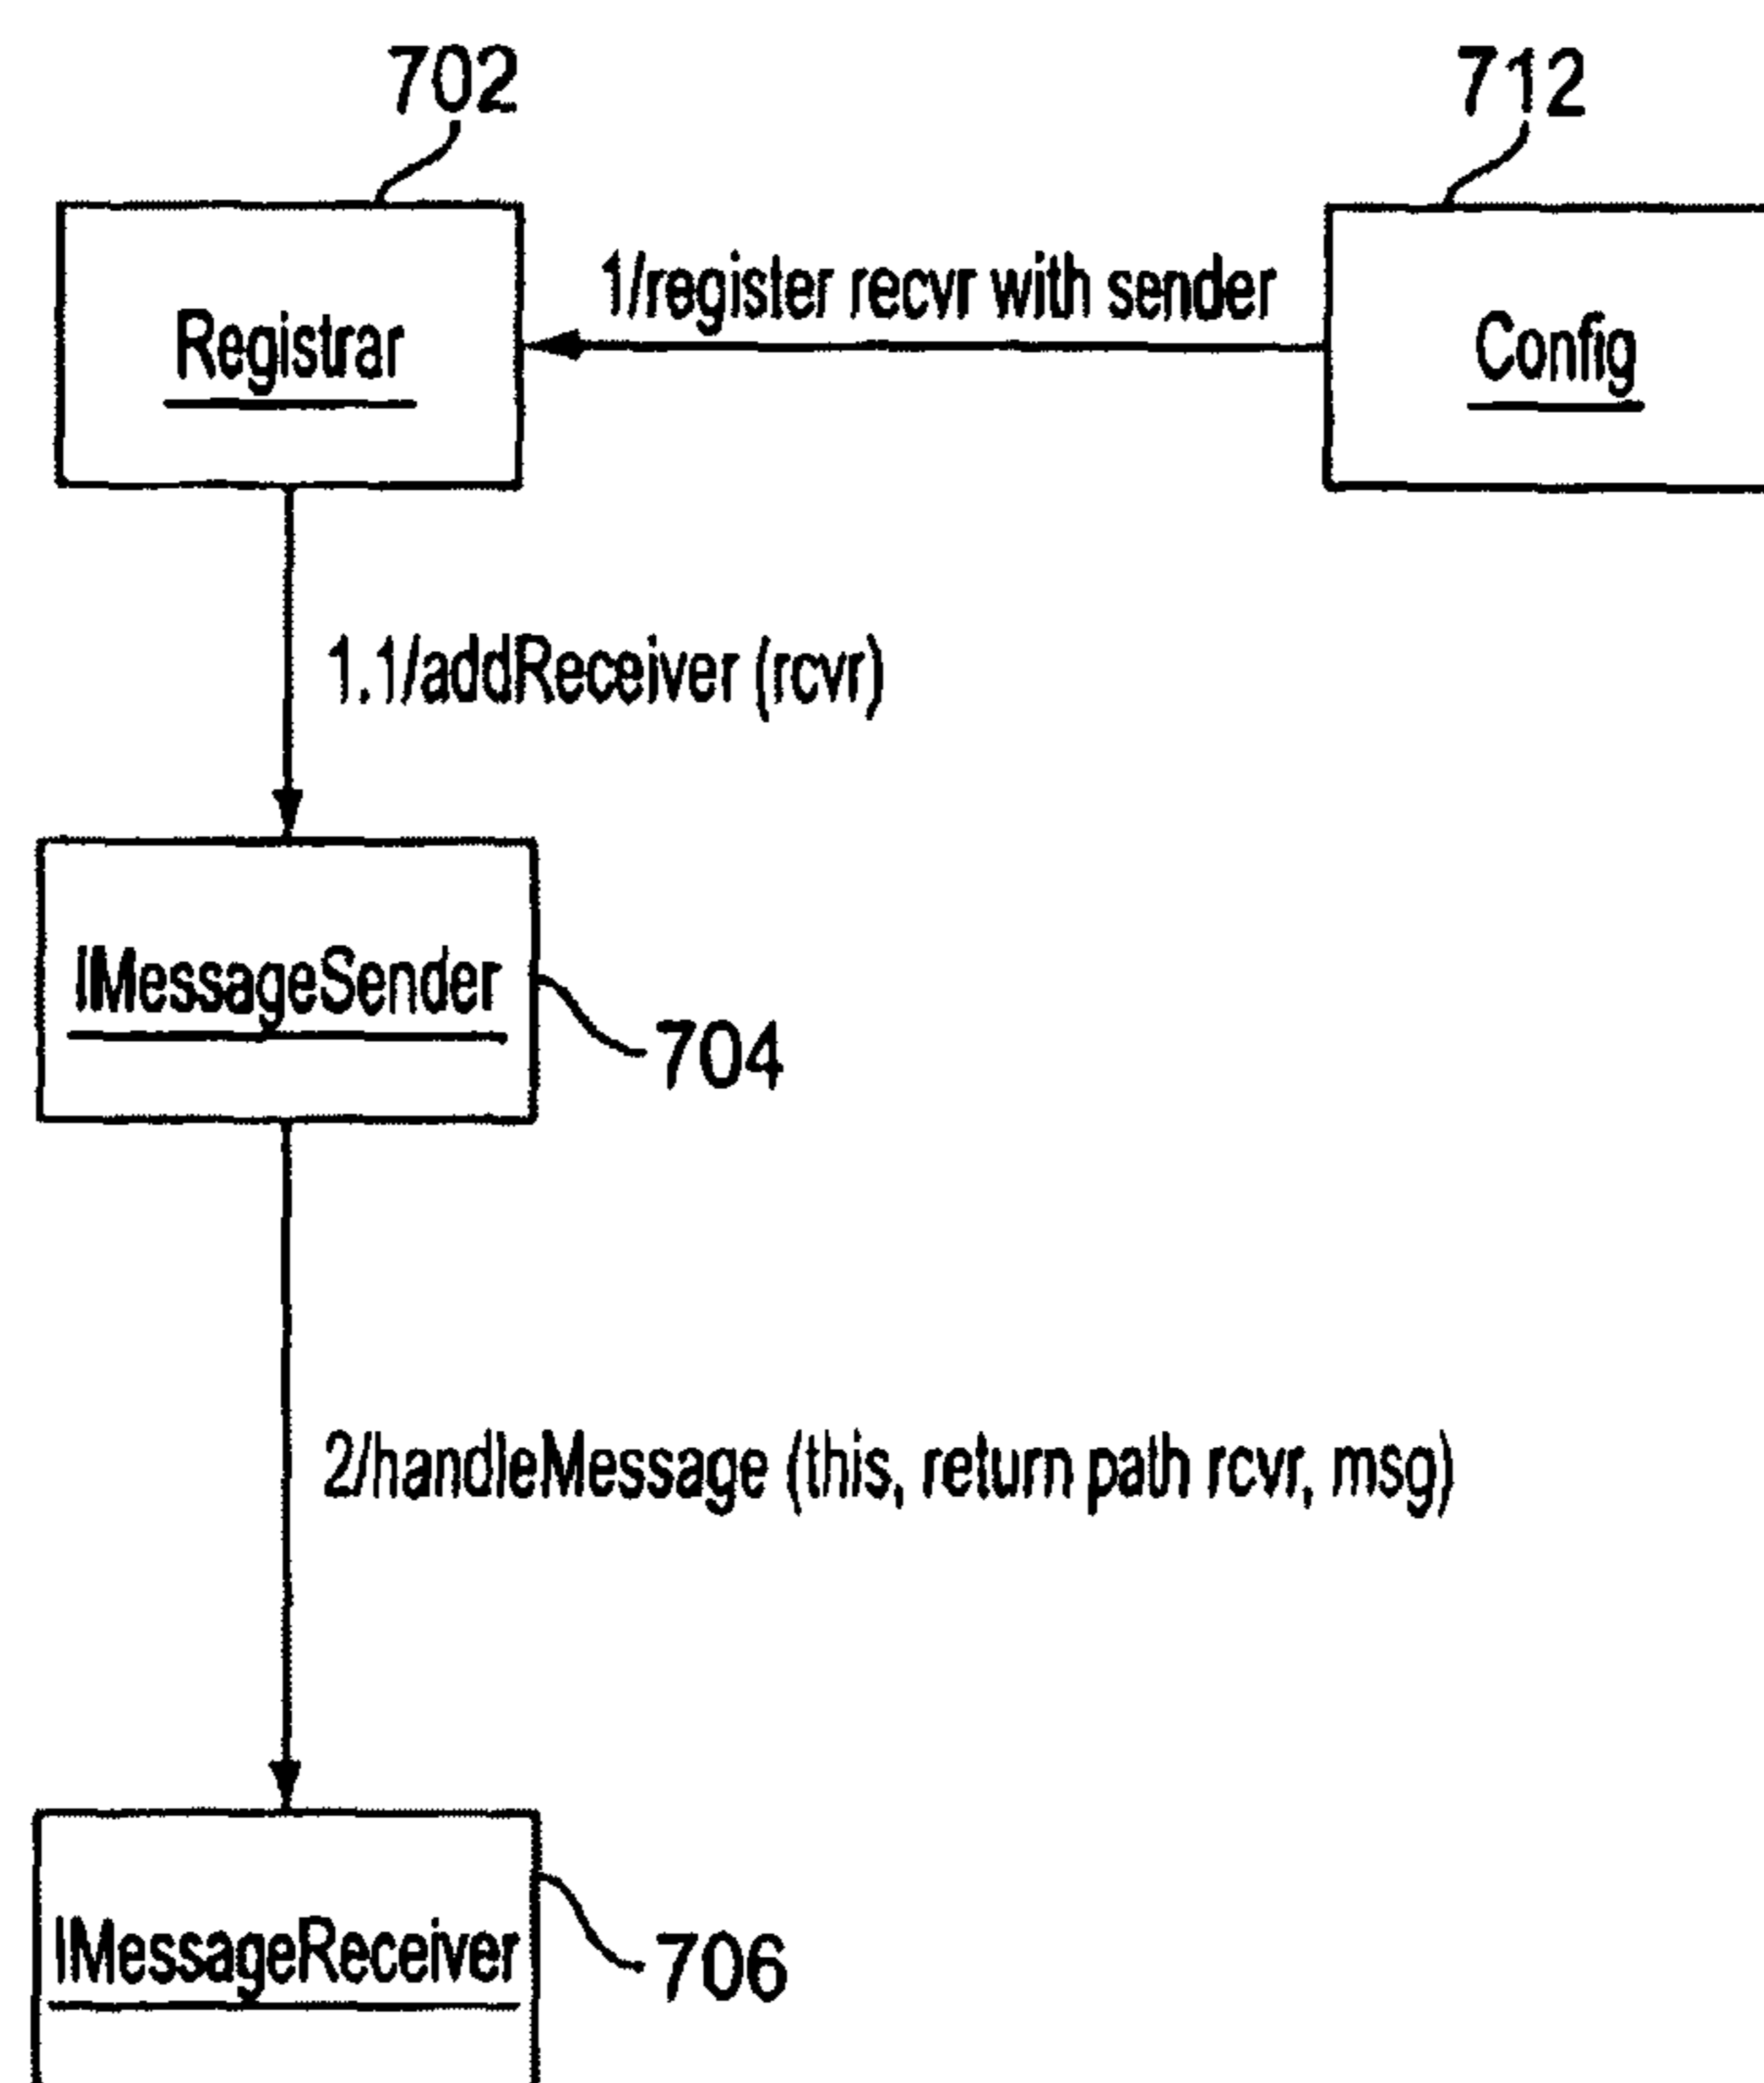 702
712
1/register recvr with sender
Registrar
Config
1.1/addReceiver (rcvr)
IMessageSender
704
2/handleMessage (this, return path rcvr, msg)
IMessageReceiver
706